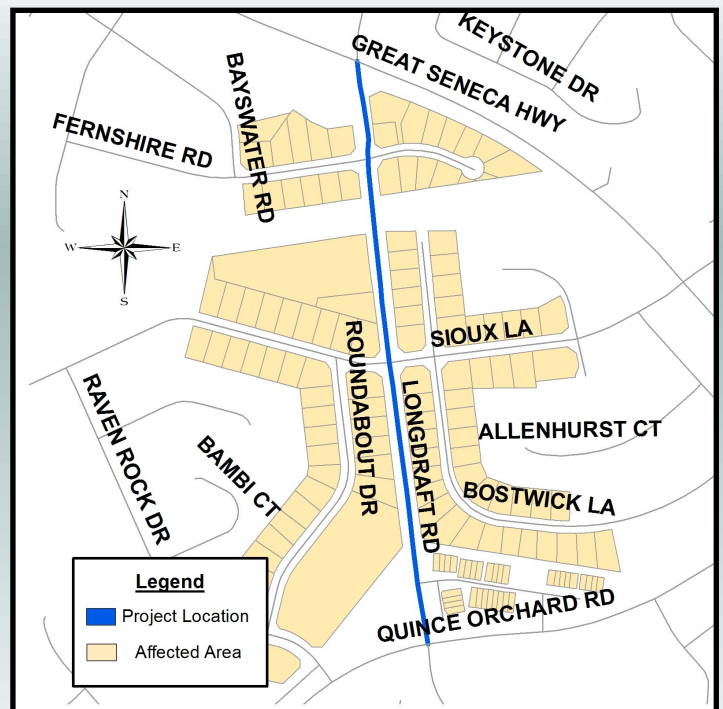 KEYSTONE DR
GREAT SENECA HWY
BAYSWATER RD
FERNSHIRE RD
N
W
E
S
SIOUX LA
ROUNDABOUT DR
LONGDRAFT RD
RAVEN ROCK DR
BAMBI CT
ALLENHURST CT
BOSTWICK LA
QUINCE ORCHARD RD
Legend
Project Location
Affected Area